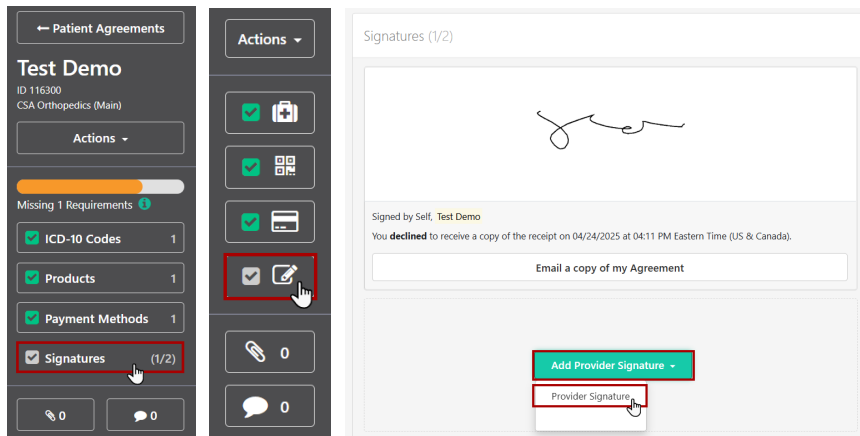 ← Patient Agreements
Test Demo
ID 116300
CSA Orthopedics (Main)
Actions
Missing 1 Requirements
ICD-10 Codes 1
Products 1
Payment Methods 1
Signatures (1/2)
0 0
Actions
0
0
Signatures (1/2)
Signed by Self, Test Demo
You declined to receive a copy of the receipt on 04/24/2025 at 04:11 PM Eastern Time (US & Canada).
Email a copy of my Agreement
Add Provider Signature
Provider Signature